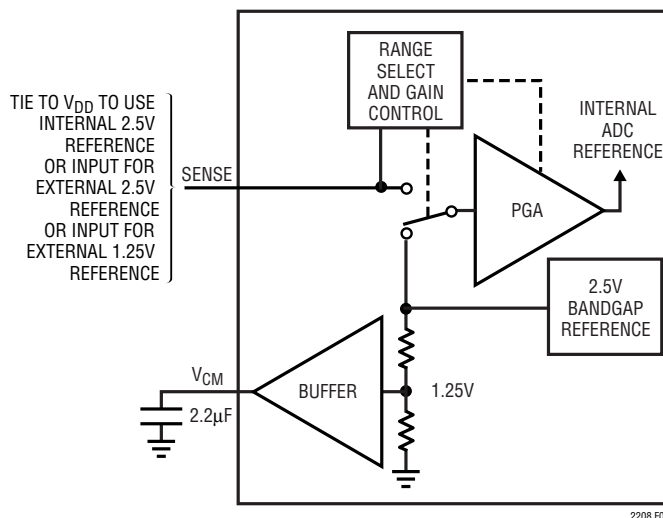 RANGE
SELECT
AND GAIN
CONTROL
TIE TO VDD TO USE
INTERNAL 2.5V
REFERENCE
OR INPUT FOR
EXTERNAL 2.5V
REFERENCE
OR INPUT FOR
EXTERNAL 1.25V
REFERENCE
SENSE
INTERNAL
ADC
REFERENCE
PGA
2.5V
BANDGAP
REFERENCE
VCM
BUFFER
1.25V
2.2µF
2208 F0